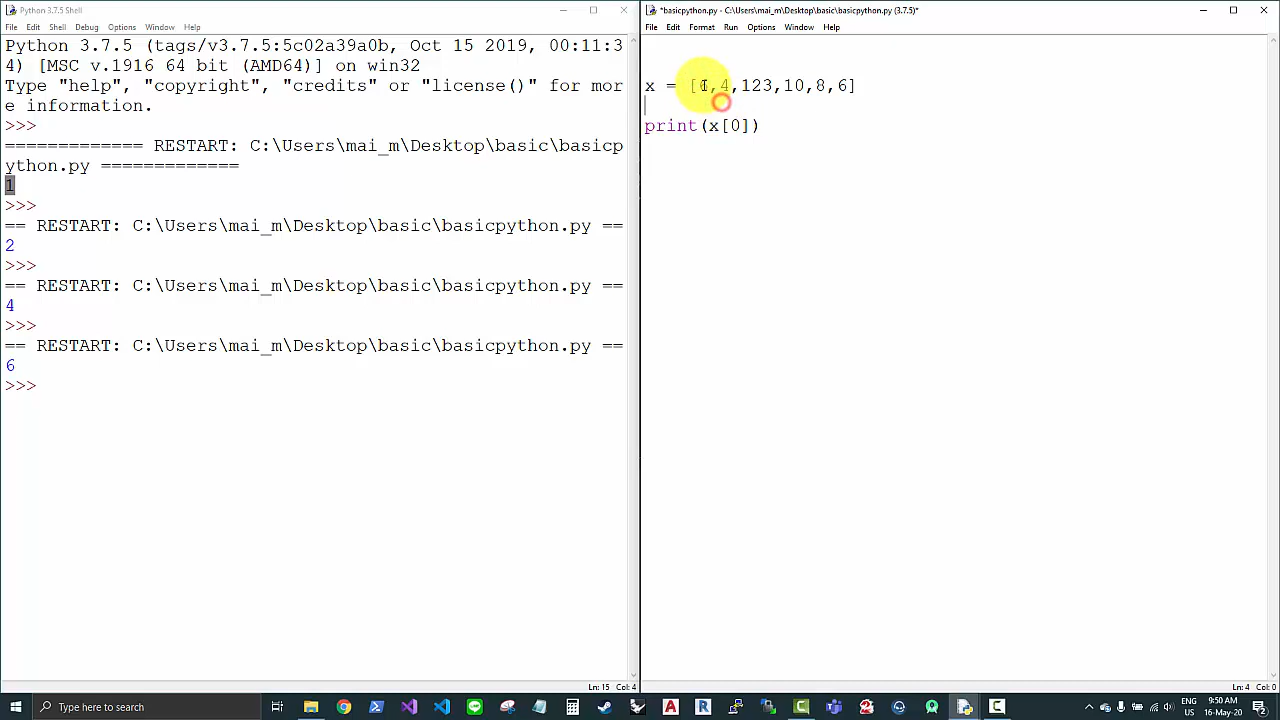 Python 3.7.5 Shell
File Edit Shell Debug Options Window Help
Python 3.7.5 (tags/v3.7.5:5c02a39a0b, Oct 15 2019, 00:11:3
4) [MSC v.1916 64 bit (AMD64)] on win32
Type "help", "copyright", "credits" or "license()" for mor
e information.
>>>
============= RESTART: C:\Users\mai_m\Desktop\basic\basicp
ython.py =============
1
>>>
== RESTART: C:\Users\mai_m\Desktop\basic\basicpython.py ==
2
>>>
== RESTART: C:\Users\mai_m\Desktop\basic\basicpython.py ==
4
>>>
== RESTART: C:\Users\mai_m\Desktop\basic\basicpython.py ==
6
>>>
Ln: 15 Col: 4
*basicpython.py - C:\Users\mai_m\Desktop\basic\basicpython.py (3.7.5)*
File Edit Format Run Options Window Help
x = [6,4,123,10,8,6]
print(x[0])
Ln: 4 Col: 0
Type here to search
ENG
US
9:50 AM
16-May-20